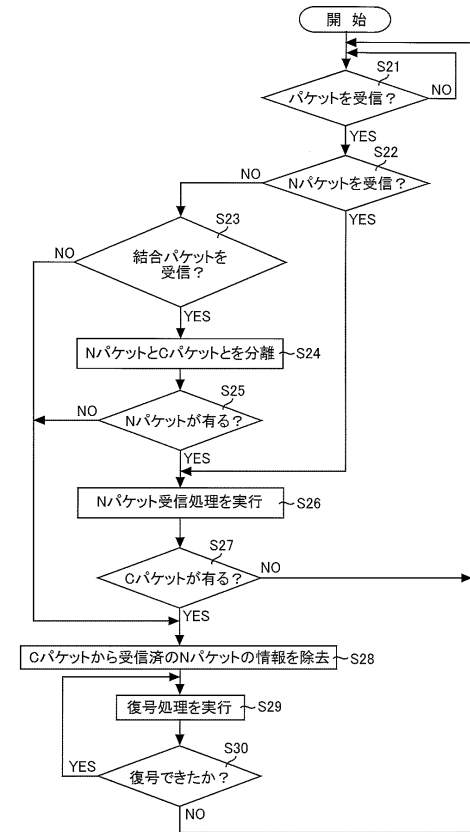 開 始
S21
パケットを受信？
NO
YES
S22
NO
Nパケットを受信？
YES
S23
NO
結合パケットを
受信？
YES
NパケットとCパケットとを分離
S24
S25
NO
Nパケットが有る？
YES
Nパケット受信処理を実行
S26
S27
NO
Cパケットが有る？
YES
Cパケットから受信済のNパケットの情報を除去
S28
復号処理を実行
S29
S30
YES
復号できたか？
NO